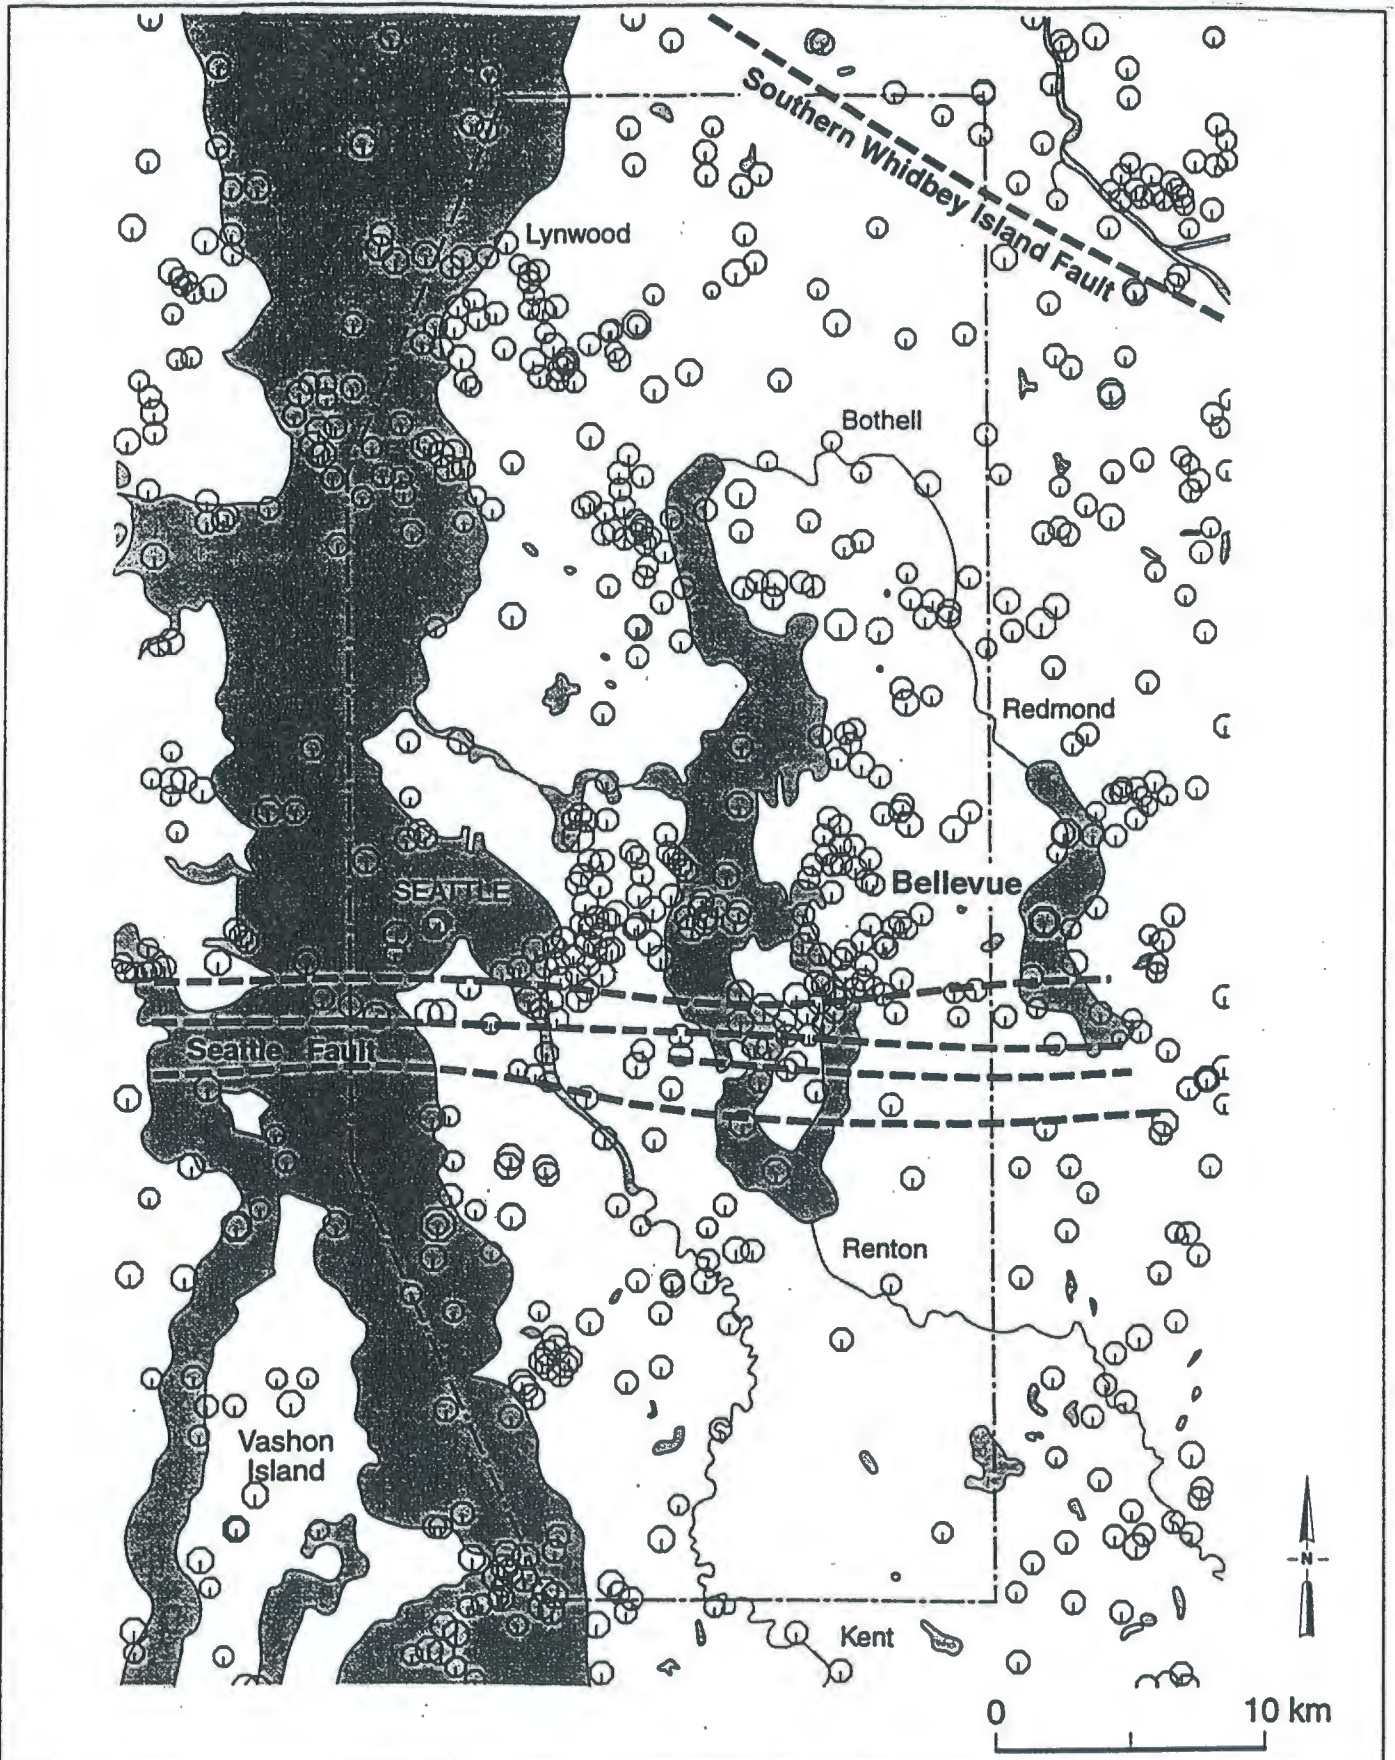 Southern Whidbey Island Fault
Lynwood
Bothell
Redmond
SEATTLE
Bellevue
Seattle Fault
Renton
Vashon
Island
N
Kent
0 10 km